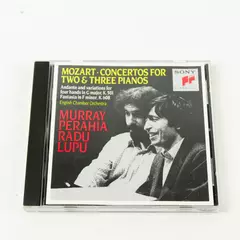 MOZART · CONCERTOS FOR
TWO & THREE PIANOS
Andante and variations for
four hands in G major, K. 501
Fantasia in F minor, K. 608
English Chamber Orchestra
MURRAY
PERAHIA
RADU
LUPU
SONY